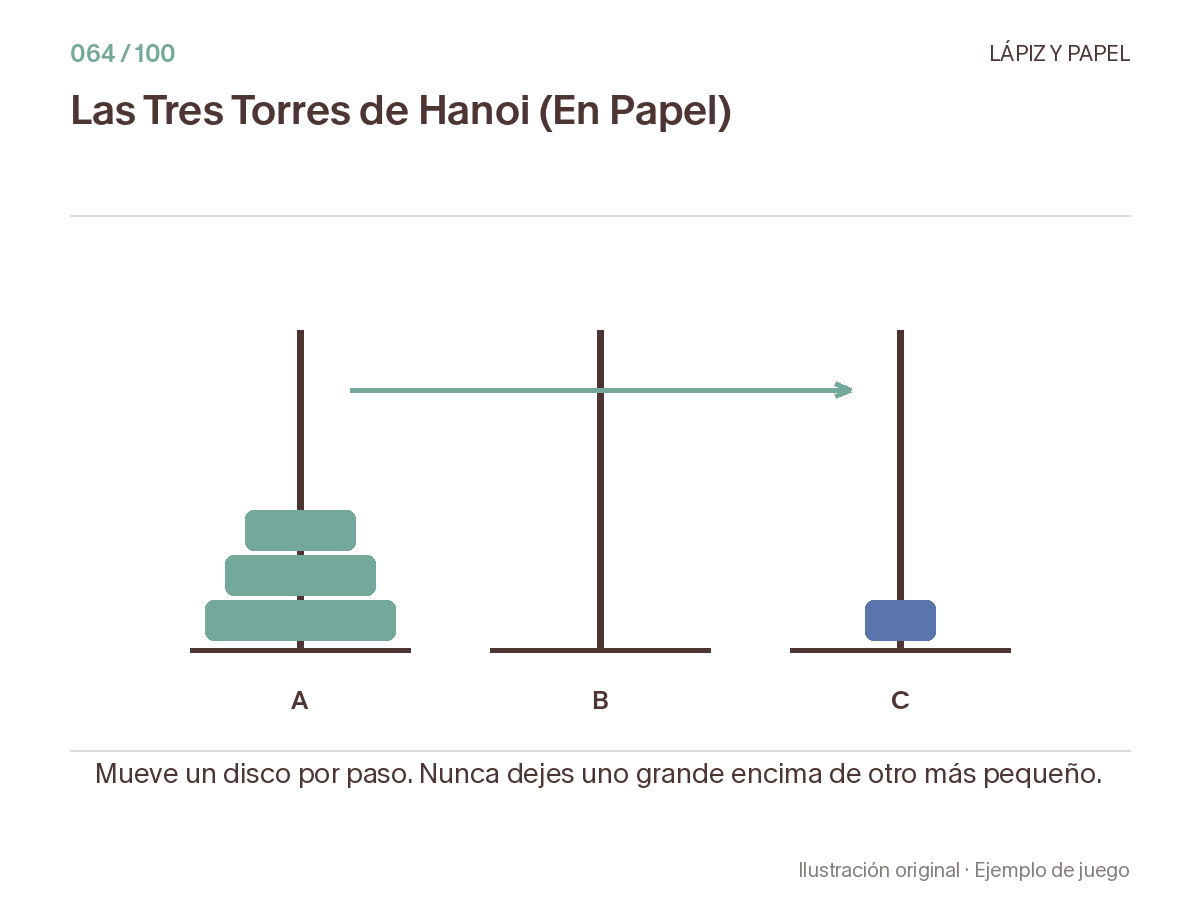 064 / 100
LÁPIZ Y PAPEL
Las Tres Torres de Hanoi (En Papel)
A
B
C
Mueve un disco por paso. Nunca dejes uno grande encima de otro más pequeño.
Ilustración original · Ejemplo de juego